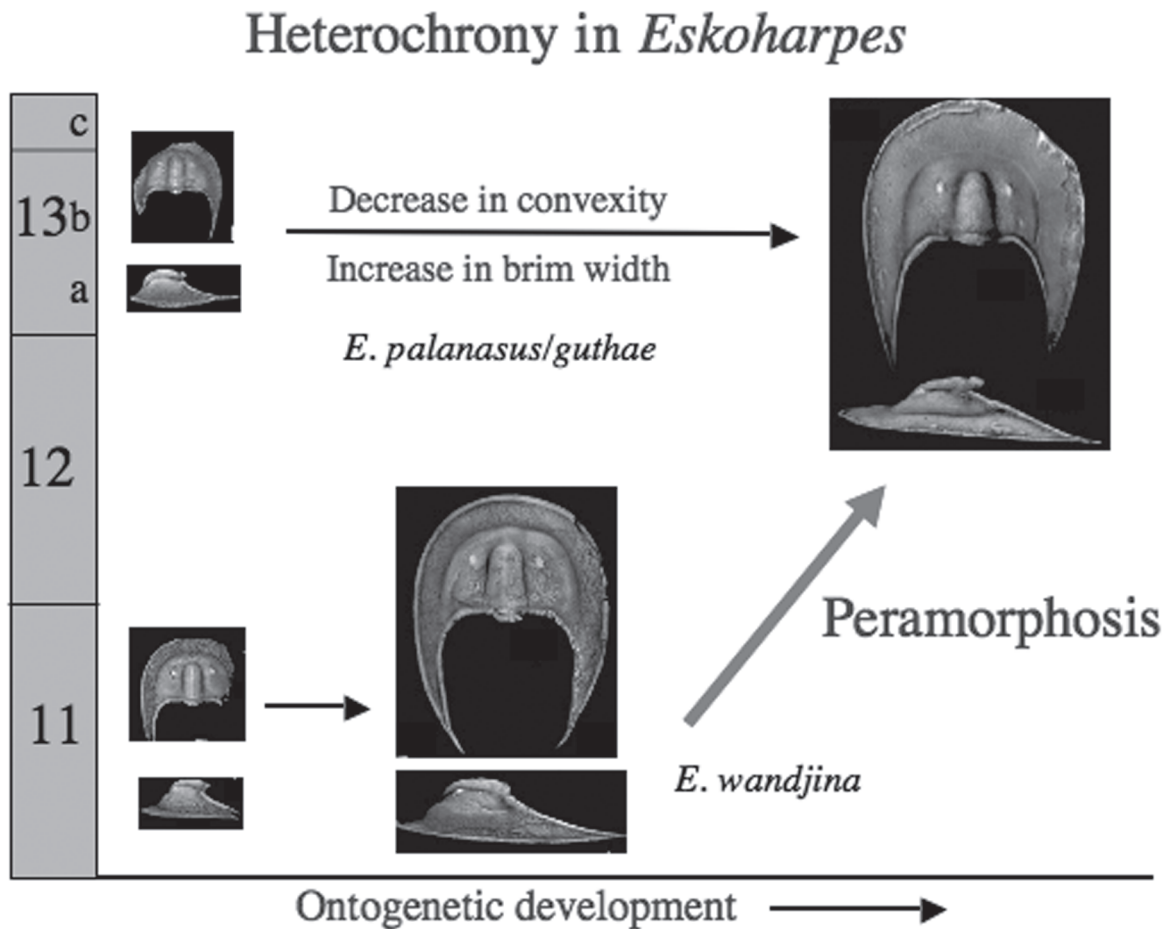 Heterochrony in Eskoharpes
c
13b
a
12
11
Decrease in convexity
Increase in brim width
E. palanasus/guthae
Peramorphosis
E. wandjina
Ontogenetic development